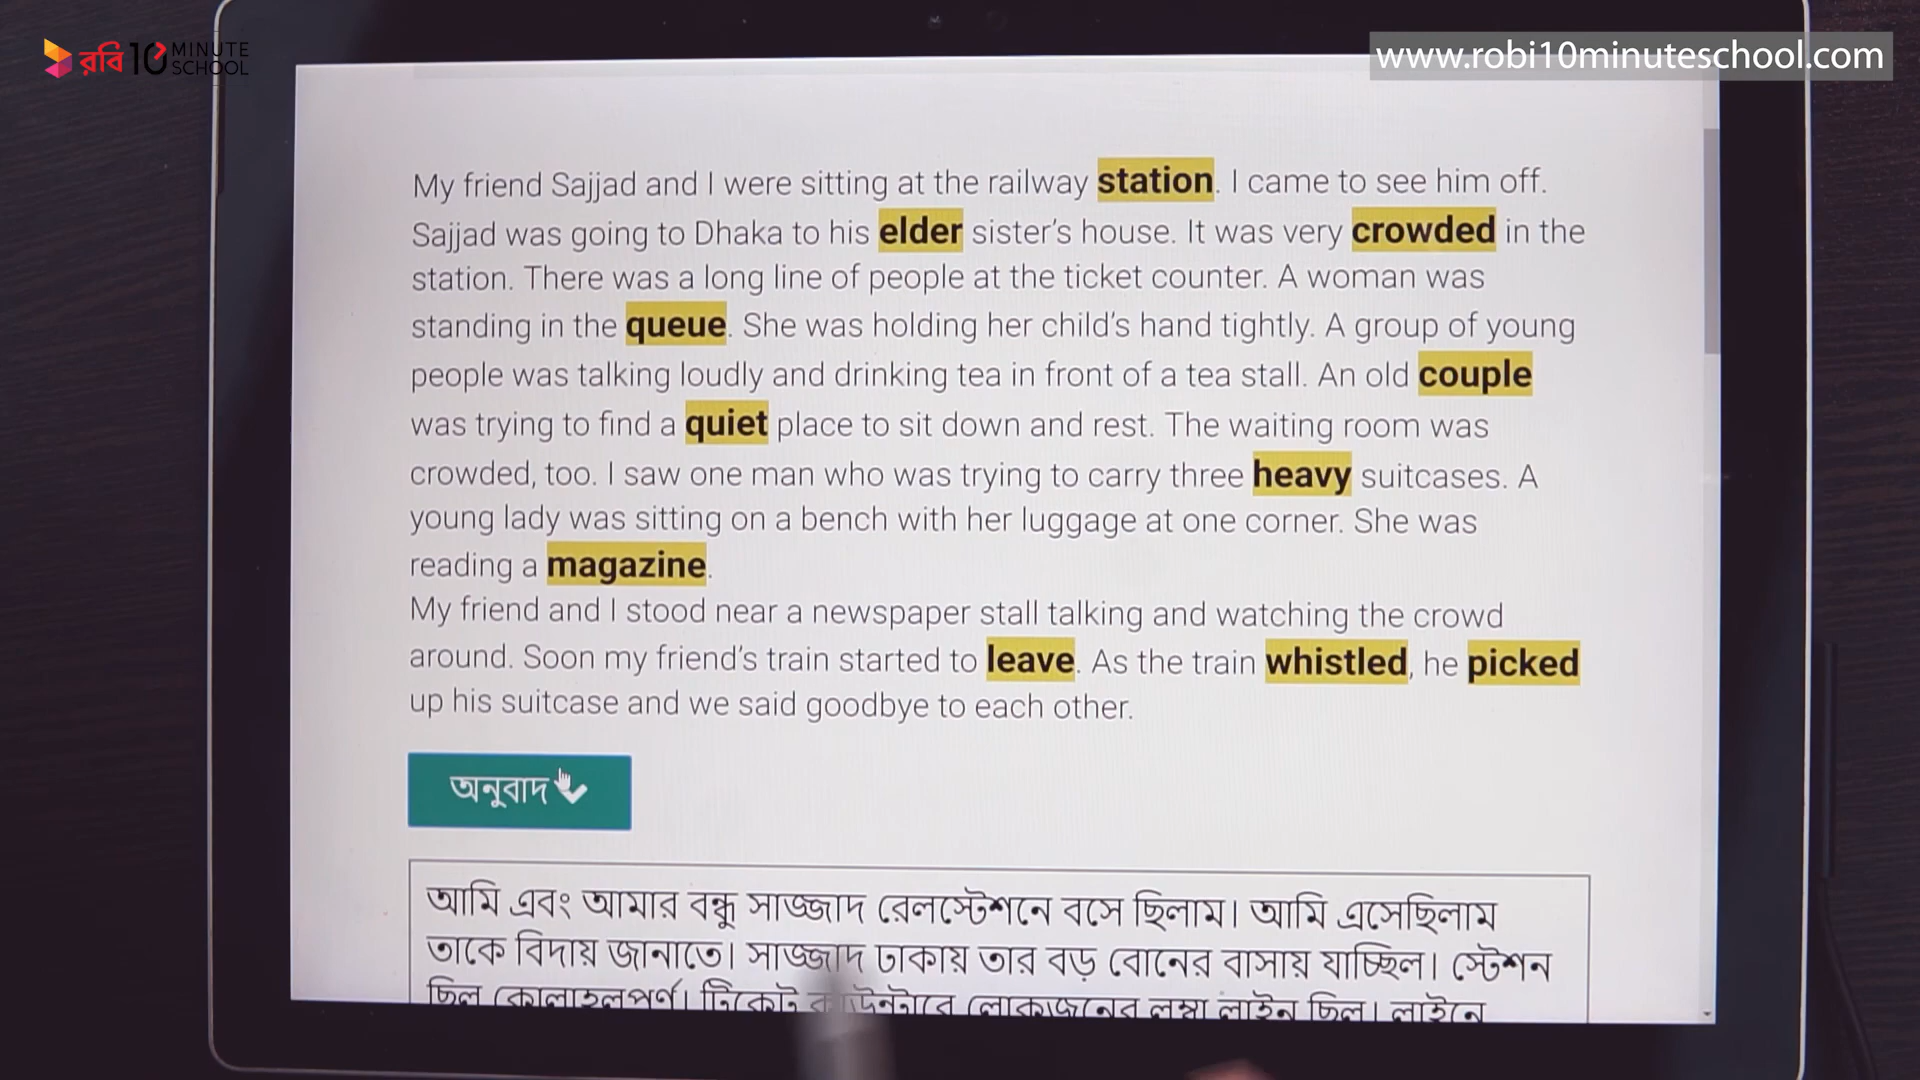 রবি 10 MINUTE SCHOOL
www.robi10minuteschool.com
My friend Sajjad and I were sitting at the railway station. I came to see him off.
Sajjad was going to Dhaka to his elder sister's house. It was very crowded in the
station. There was a long line of people at the ticket counter. A woman was
standing in the queue. She was holding her child's hand tightly. A group of young
people was talking loudly and drinking tea in front of a tea stall. An old couple
was trying to find a quiet place to sit down and rest. The waiting room was
crowded, too. I saw one man who was trying to carry three heavy suitcases. A
young lady was sitting on a bench with her luggage at one corner. She was
reading a magazine.
My friend and I stood near a newspaper stall talking and watching the crowd
around. Soon my friend's train started to leave. As the train whistled, he picked
up his suitcase and we said goodbye to each other.
অনুবাদ
আমি এবং আমার বন্ধু সাজ্জাদ রেলস্টেশনে বসে ছিলাম। আমি এসেছিলাম
তাকে বিদায় জানাতে। সাজ্জাদ ঢাকায় তার বড় বোনের বাসায় যাচ্ছিল। স্টেশন
ছিল কোলাহলপূর্ণ। টিকেট কাউন্টারে লোকজনের লম্বা লাইন ছিল। লাইনে